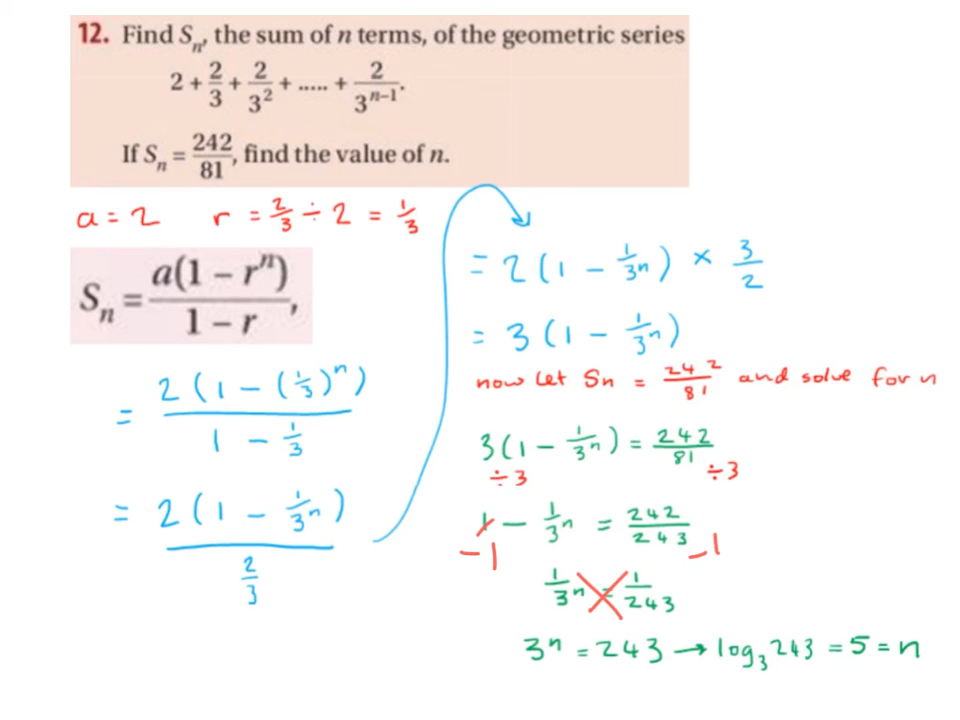 12. Find Sₙ, the sum of n terms, of the geometric series
2 + 2/3 + 2/3² + ..... + 2/3ⁿ⁻¹.
If Sₙ = 242/81, find the value of n.
a = 2 r = 2/3 ÷ 2 = 1/3
Sₙ = a(1 – rⁿ)/1 – r,
= 2(1 – (1/3)ⁿ)/1 – 1/3
= 2(1 – 1/3ⁿ)/2/3
= 2(1 – 1/3ⁿ) × 3/2
= 3(1 – 1/3ⁿ)
now let Sn = 242/81 and solve for n
3(1 – 1/3ⁿ) = 242/81
÷3 ÷3
1 – 1/3ⁿ = 242/243
–1 –1
1/3ⁿ = 1/243
3ⁿ = 243 → log₃243 = 5 = n